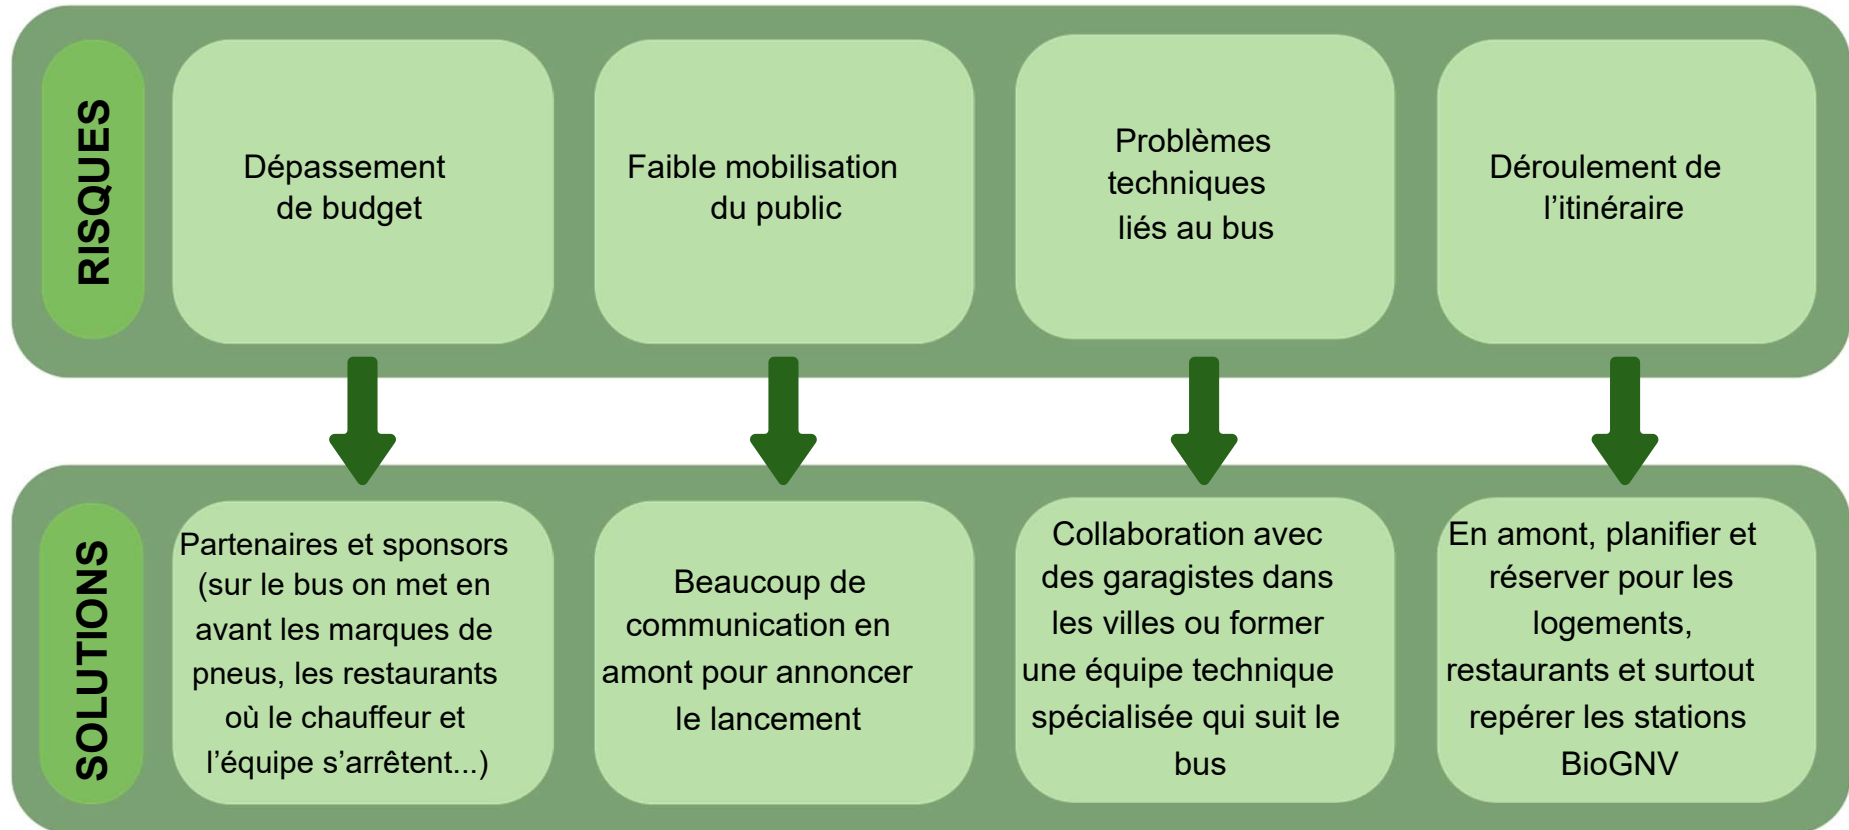 RISQUES
Dépassement
de budget
Faible mobilisation
du public
Problèmes
techniques
liés au bus
Déroulement de
l’itinéraire
SOLUTIONS
Partenaires et sponsors
(sur le bus on met en
avant les marques de
pneus, les restaurants
où le chauffeur et
l’équipe s’arrêtent...)
Beaucoup de
communication en
amont pour annoncer
le lancement
Collaboration avec
des garagistes dans
les villes ou former
une équipe technique
spécialisée qui suit le
bus
En amont, planifier et
réserver pour les
logements,
restaurants et surtout
repérer les stations
BioGNV